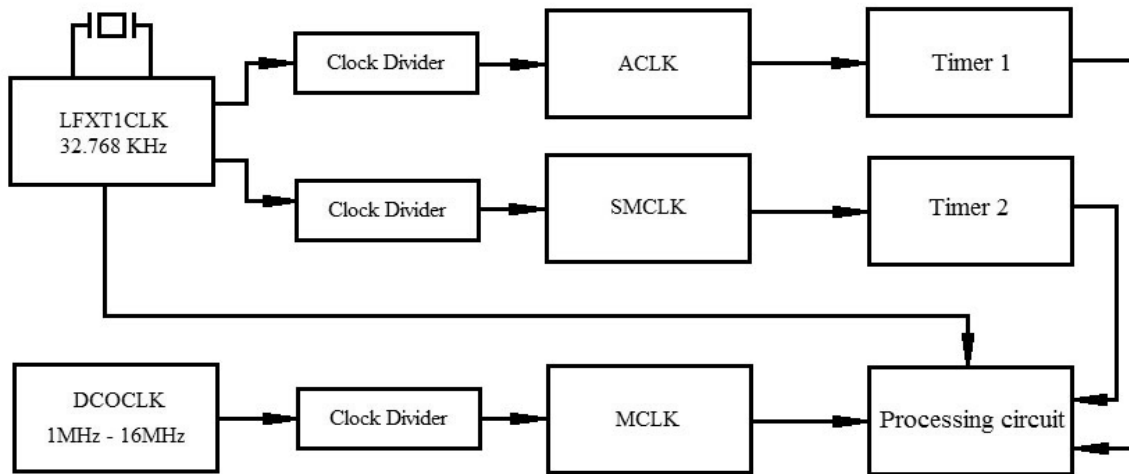 Clock Divider
ACLK
Timer 1
LFXT1CLK
32.768 KHz
Clock Divider
SMCLK
Timer 2
DCOCLK
1MHz - 16MHz
Clock Divider
MCLK
Processing circuit